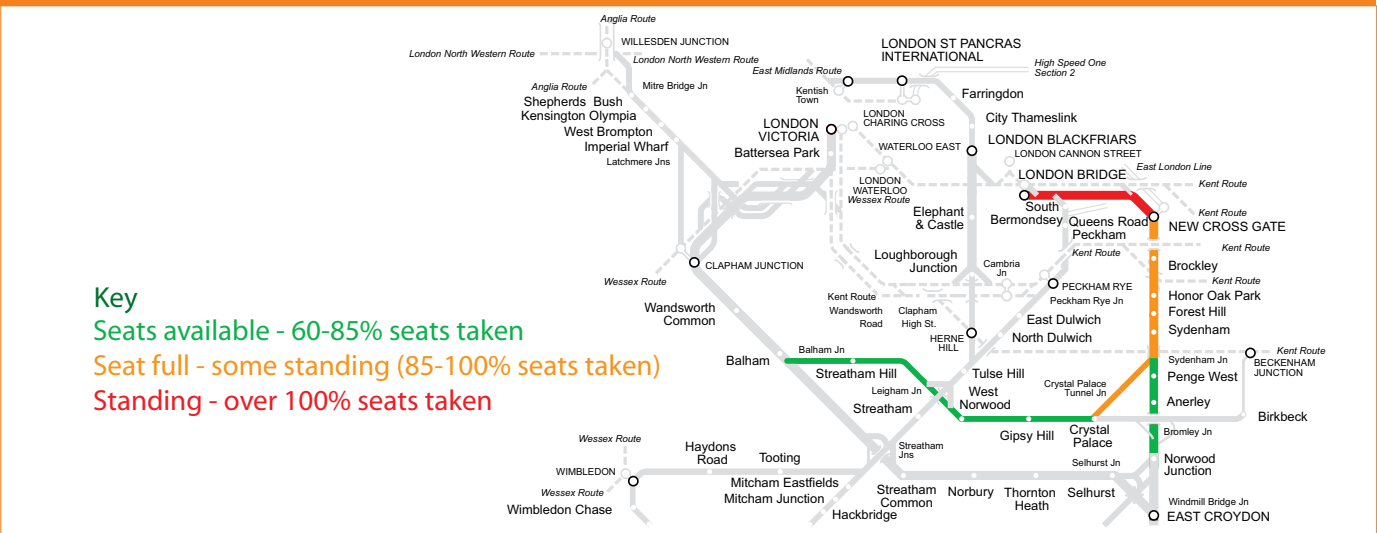 Anglia Route
WILLESDEN JUNCTION
London North Western Route
London North Western Route
Anglia Route
Mitre Bridge Jn
Shepherds Bush
Kensington Olympia
West Brompton
Imperial Wharf
Latchmere Jns
LONDON ST PANCRAS
INTERNATIONAL
High Speed One
Section 2
East Midlands Route
Kentish
Town
Farringdon
City Thameslink
LONDON
CHARING CROSS
LONDON
VICTORIA
Battersea Park
WATERLOO EAST
LONDON BLACKFRIARS
LONDON CANNON STREET
East London Line
LONDON BRIDGE
Kent Route
LONDON
WATERLOO
Wessex Route
South
Bermondsey
Queens Road
Peckham
Kent Route
NEW CROSS GATE
Elephant
& Castle
Kent Route
Kent Route
Loughborough
Junction
Cambria
Jn
CLAPHAM JUNCTION
Wessex Route
Brockley
Kent Route
PECKHAM RYE
Peckham Rye Jn
Kent Route
Wandsworth
Road
Clapham
High St.
Honor Oak Park
Forest Hill
Sydenham
Wandsworth
Common
East Dulwich
North Dulwich
HERNE
HILL
Key
Seats available - 60-85% seats taken
Seat full - some standing (85-100% seats taken)
Standing - over 100% seats taken
Balham
Balham Jn
Streatham Hill
Leigham Jn
Tulse Hill
West
Norwood
Streatham
Crystal Palace
Tunnel Jn
Sydenham Jn
Kent Route
BECKENHAM
JUNCTION
Penge West
Anerley
Birkbeck
Gipsy Hill
Crystal
Palace
Bromley Jn
Wessex Route
Haydons
Road
Tooting
Streatham
Jns
Selhurst Jn
Norwood
Junction
WIMBLEDON
Wessex Route
Wimbledon Chase
Mitcham Eastfields
Mitcham Junction
Hackbridge
Streatham
Common
Norbury
Thornton
Heath
Selhurst
Windmill Bridge Jn
EAST CROYDON